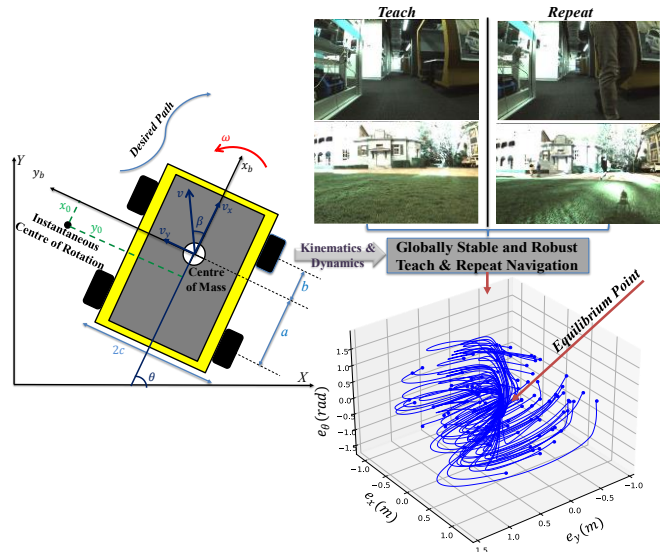 Teach
Repeat
Desired Path
ω
Y
y_b
x_b
v
v_x
β
v_y
x_0
y_0
Instantaneous
Centre of Rotation
Centre
of Mass
b
a
2c
θ
X
Kinematics &
Dynamics
Globally Stable and Robust
Teach & Repeat Navigation
Equilibrium Point
e_θ(rad)
1.5
1.0
0.5
0.0
-0.5
-1.0
-1.5
e_x(m)
-1.0
-0.5
0.0
0.5
1.0
1.5
e_y(m)
1.5
1.0
0.5
0.0
-0.5
-1.0